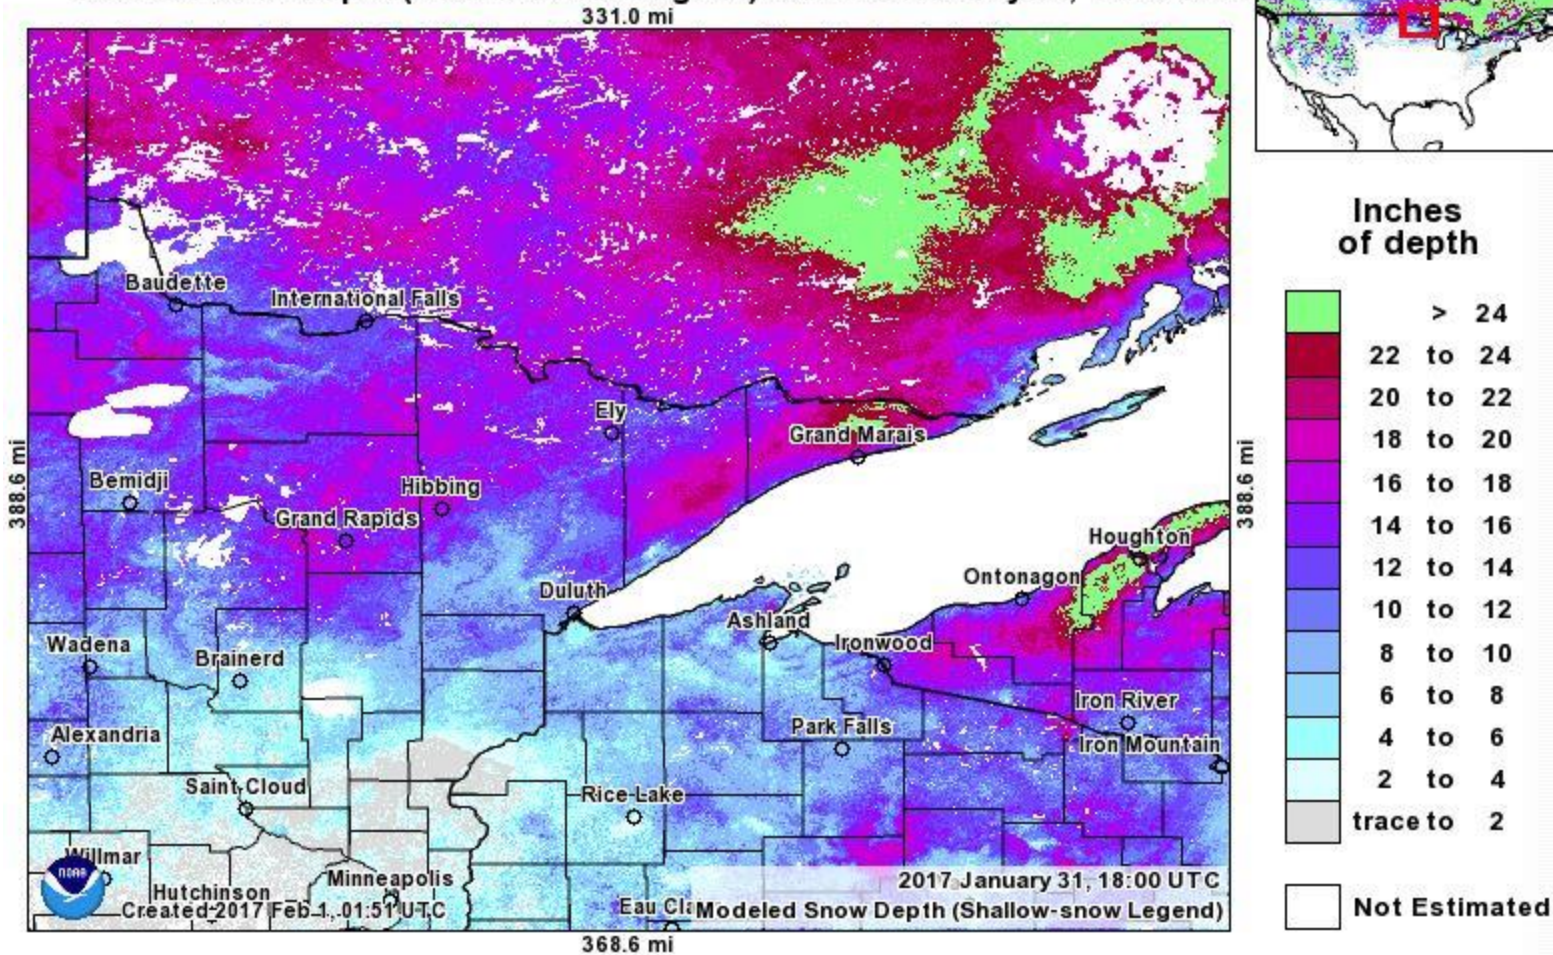 331.0 mi
Inches
of depth
> 24
22 to 24
20 to 22
18 to 20
16 to 18
14 to 16
12 to 14
10 to 12
8 to 10
6 to 8
4 to 6
2 to 4
trace to 2
Not Estimated
388.6 mi
388.6 mi
Baudette
International Falls
Ely
Grand Marais
Bemidji
Hibbing
Grand Rapids
Houghton
Ontonagon
Duluth
Ashland
Ironwood
Wadena
Brainerd
Iron River
Park Falls
Alexandria
Iron Mountain
Saint Cloud
Rice Lake
Willmar
NOAA
Minneapolis
Hutchinson
2017 January 31, 18:00 UTC
Created 2017 Feb 1, 01:51 UTC
Eau Cla
Modeled Snow Depth (Shallow-snow Legend)
368.6 mi